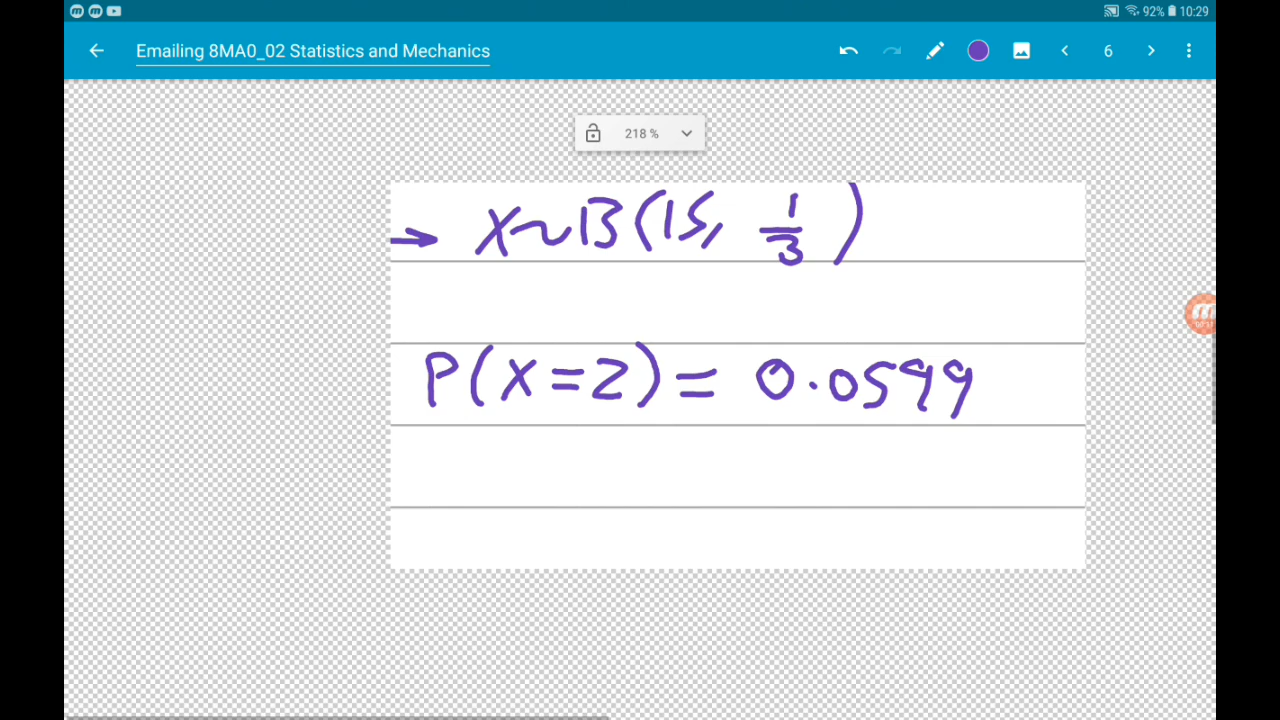 92% 10:29
Emailing 8MA0_02 Statistics and Mechanics
6
218 %
→ X~B(15, 1/3)
P(X=2) = 0.0599